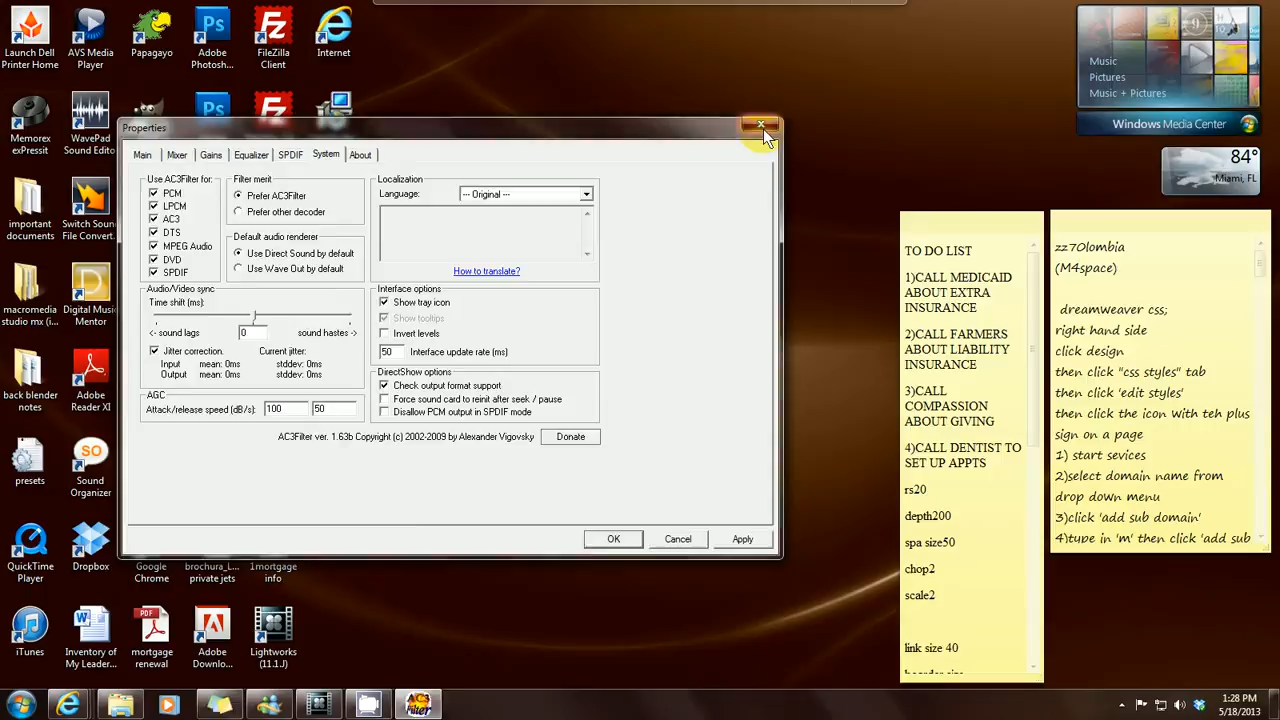 Launch Dell
Printer Home
AVS Media
Player
Papagayo
Adobe
Photosh...
FileZilla
Client
Internet
Memorex
exPressit
WavePad
Sound Edito
important
documents
Switch Soun
File Convert.
macromedia
studio mx (i...
Digital Music
Mentor
back blender
notes
Adobe
Reader XI
presets
Sound
Organizer
QuickTime
Player
Dropbox
Google
Chrome
brochura_L...
private jets
1mortgage
info
iTunes
Inventory of
My Leader...
mortgage
renewal
Adobe
Downlo...
Lightworks
(11.1.J)
Properties
Main
Mixer
Gains
Equalizer
SPDIF
System
About
Use AC3Filter for:
PCM
LPCM
AC3
DTS
MPEG Audio
DVD
SPDIF
Filter merit
Prefer AC3Filter
Prefer other decoder
Default audio renderer
Use Direct Sound by default
Use Wave Out by default
Audio/Video sync
Time shift (ms):
<- sound lags
0
sound hastes ->
Jitter correction.
Current jitter:
Input mean: 0ms stddev: 0ms
Output mean: 0ms stddev: 0ms
AGC
Attack/release speed (dB/s):
100
50
Localization
Language:
--- Original ---
How to translate?
Interface options
Show tray icon
Show tooltips
Invert levels
50
Interface update rate (ms)
DirectShow options
Check output format support
Force sound card to reinit after seek / pause
Disallow PCM output in SPDIF mode
AC3Filter ver. 1.63b Copyright (c) 2002-2009 by Alexander Vigovsky
Donate
OK
Cancel
Apply
Music
Pictures
Music + Pictures
Windows Media Center
84°
Miami, FL
TO DO LIST
1)CALL MEDICAID
ABOUT EXTRA
INSURANCE
2)CALL FARMERS
ABOUT LIABILITY
INSURANCE
3)CALL
COMPASSION
ABOUT GIVING
4)CALL DENTIST TO
SET UP APPTS
rs20
depth200
spa size50
chop2
scale2
link size 40
zz7Olombia
(M4space)
dreamweaver css;
right hand side
click design
then click "css styles" tab
then click 'edit styles'
then click the icon with teh plus
sign on a page
1) start sevices
2)select domain name from
drop down menu
3)click 'add sub domain'
4)type in 'm' then click 'add sub
AC3
Filter
1:28 PM
5/18/2013